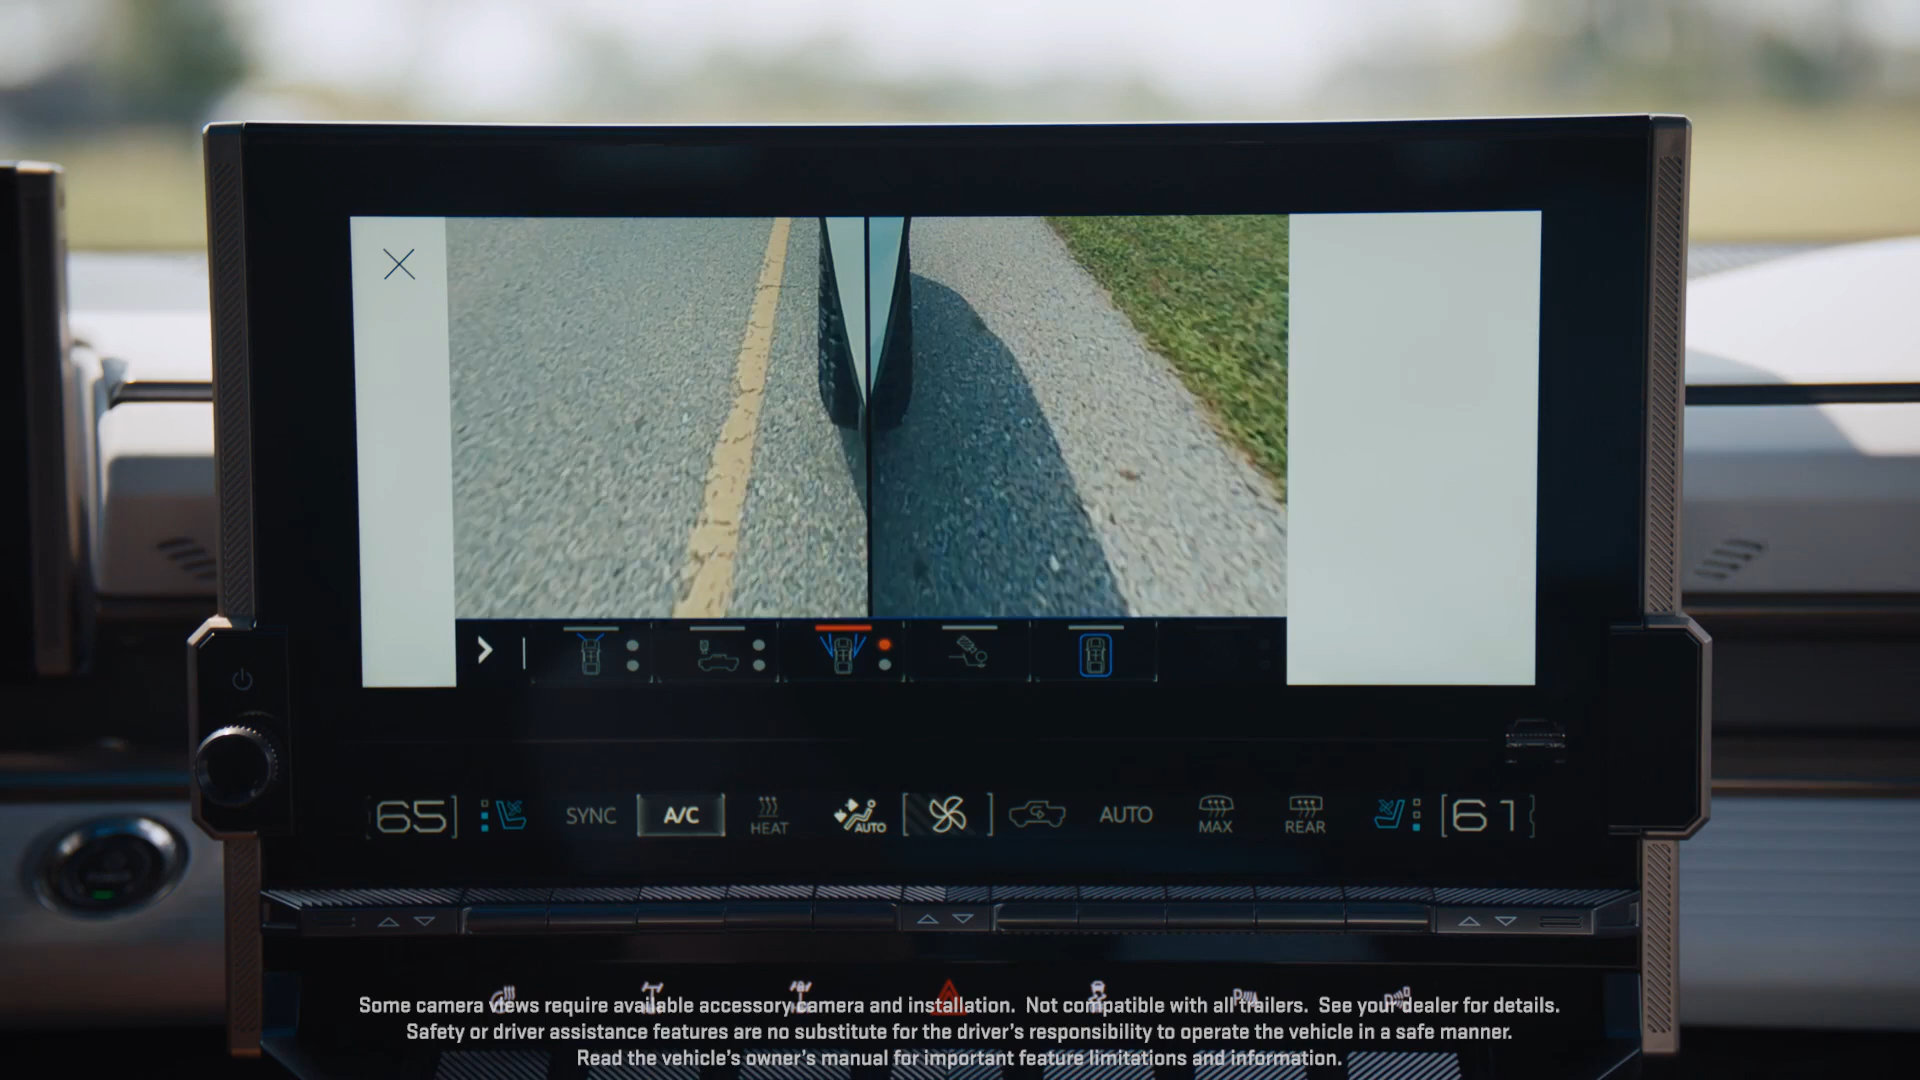 65
SYNC
A/C
HEAT
AUTO
AUTO
MAX
REAR
61
Some camera views require available accessory camera and installation. Not compatible with all trailers. See your dealer for details.
Safety or driver assistance features are no substitute for the driver's responsibility to operate the vehicle in a safe manner.
Read the vehicle's owner's manual for important feature limitations and information.